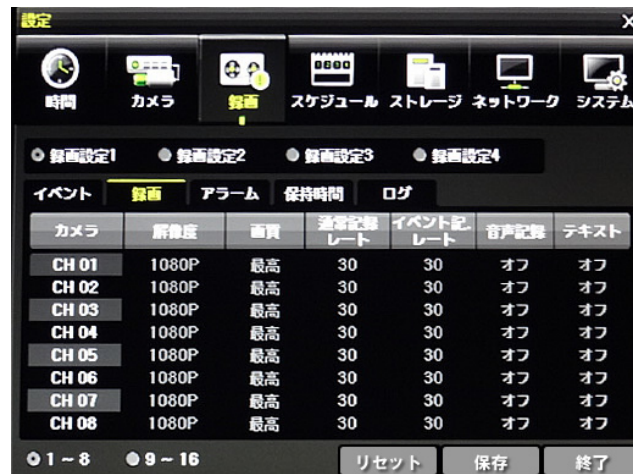 設定 X
時間 カメラ 録画 スケジュール ストレージ ネットワーク システム
録画設定1 録画設定2 録画設定3 録画設定4
イベント 録画 アラーム 保持時間 ログ
カメラ 解像度 画質 通常記録レート イベント記.レート 音声記録 テキスト
CH 01 1080P 最高 30 30 オフ オフ
CH 02 1080P 最高 30 30 オフ オフ
CH 03 1080P 最高 30 30 オフ オフ
CH 04 1080P 最高 30 30 オフ オフ
CH 05 1080P 最高 30 30 オフ オフ
CH 06 1080P 最高 30 30 オフ オフ
CH 07 1080P 最高 30 30 オフ オフ
CH 08 1080P 最高 30 30 オフ オフ
1 ~ 8 9 ~ 16 リセット 保存 終了